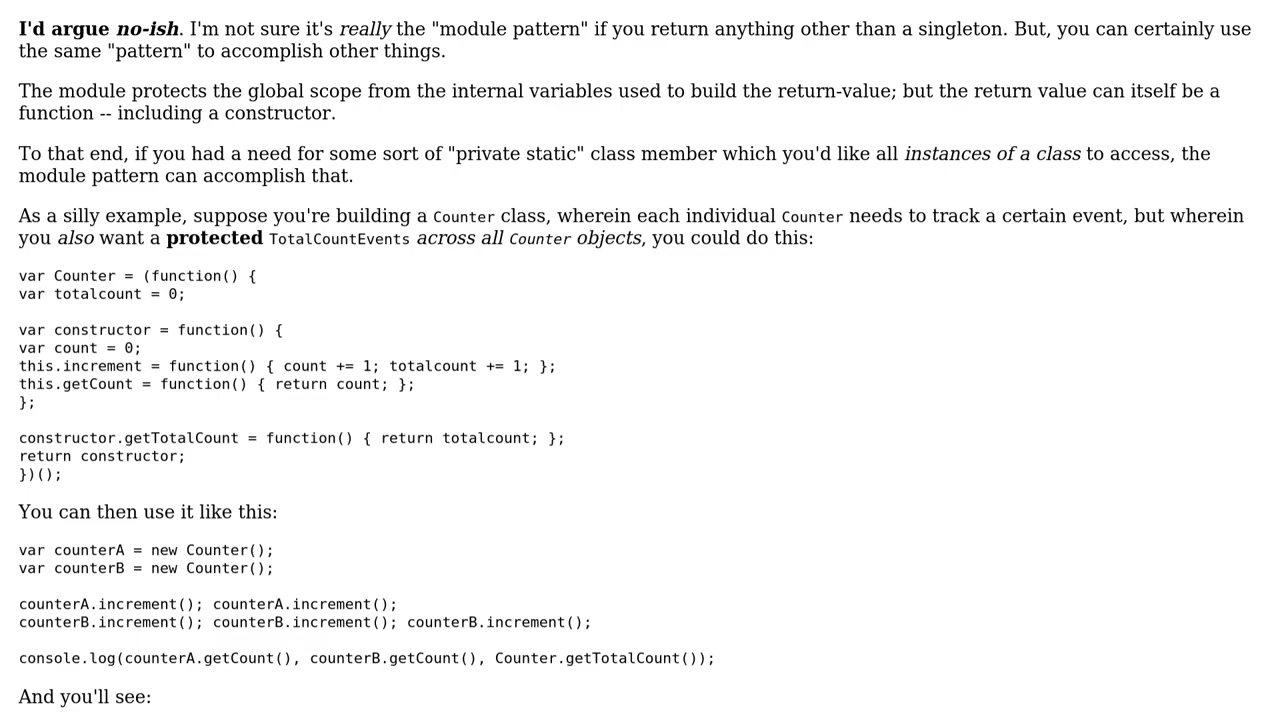 I'd argue no-ish. I'm not sure it's really the "module pattern" if you return anything other than a singleton. But, you can certainly use
the same "pattern" to accomplish other things.
The module protects the global scope from the internal variables used to build the return-value; but the return value can itself be a
function -- including a constructor.
To that end, if you had a need for some sort of "private static" class member which you'd like all instances of a class to access, the
module pattern can accomplish that.
As a silly example, suppose you're building a Counter class, wherein each individual Counter needs to track a certain event, but wherein
you also want a protected TotalCountEvents across all Counter objects, you could do this:
var Counter = (function() {
var totalcount = 0;
var constructor = function() {
var count = 0;
this.increment = function() { count += 1; totalcount += 1; };
this.getCount = function() { return count; };
};
constructor.getTotalCount = function() { return totalcount; };
return constructor;
})();
You can then use it like this:
var counterA = new Counter();
var counterB = new Counter();
counterA.increment(); counterA.increment();
counterB.increment(); counterB.increment(); counterB.increment();
console.log(counterA.getCount(), counterB.getCount(), Counter.getTotalCount());
And you'll see: